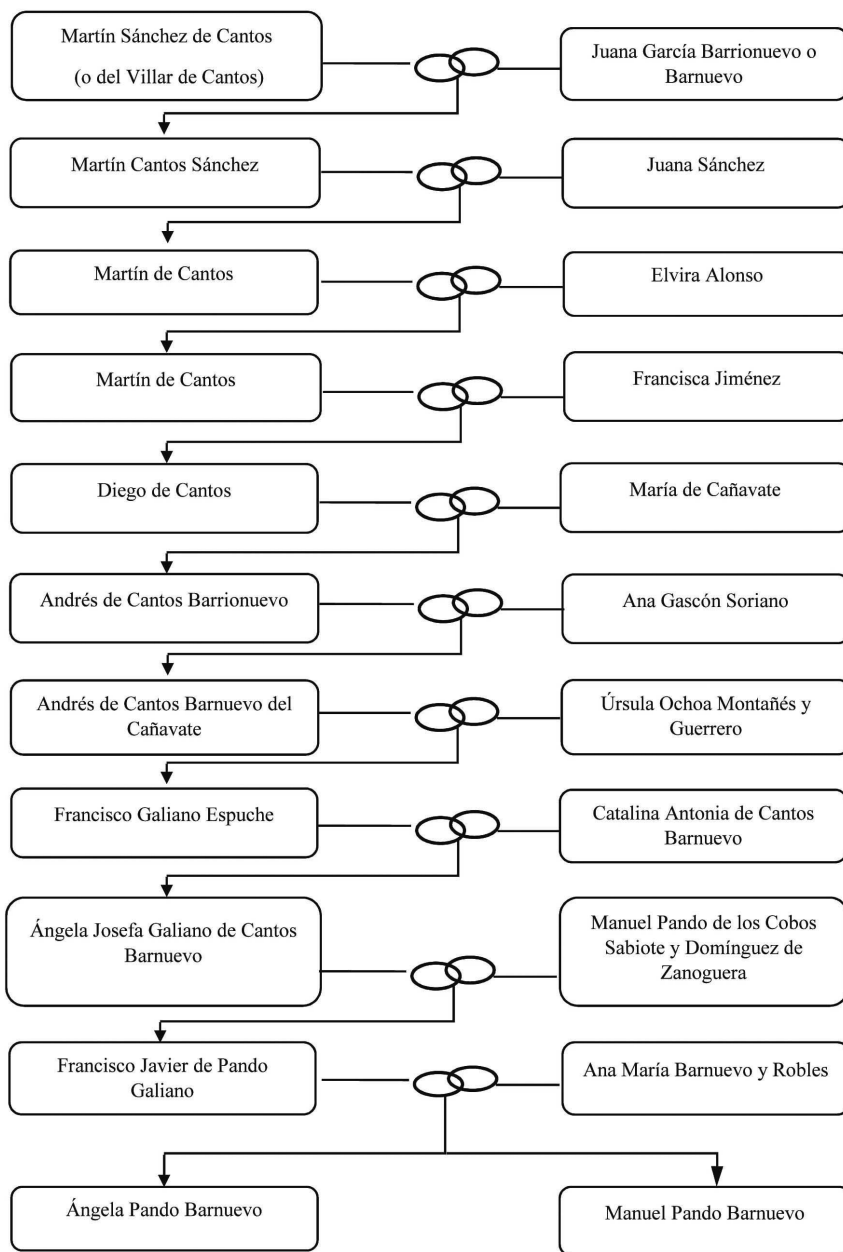 Martín Sánchez de Cantos
(o del Villar de Cantos)
Juana García Barrionuevo o
Barnuevo
Martín Cantos Sánchez
Juana Sánchez
Martín de Cantos
Elvira Alonso
Martín de Cantos
Francisca Jiménez
Diego de Cantos
María de Cañavate
Andrés de Cantos Barrionuevo
Ana Gascón Soriano
Andrés de Cantos Barnuevo del
Cañavate
Úrsula Ochoa Montañés y
Guerrero
Francisco Galiano Espuche
Catalina Antonia de Cantos
Barnuevo
Ángela Josefa Galiano de Cantos
Barnuevo
Manuel Pando de los Cobos
Sabiote y Domínguez de
Zanoguera
Francisco Javier de Pando
Galiano
Ana María Barnuevo y Robles
Ángela Pando Barnuevo
Manuel Pando Barnuevo